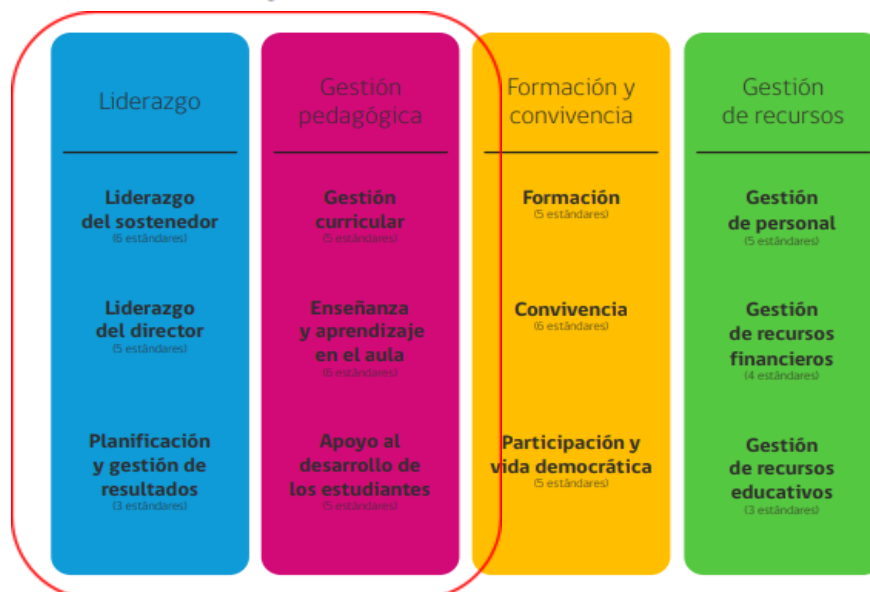 Liderazgo
Liderazgo
del sostenedor
(6 estándares)
Liderazgo
del director
(5 estándares)
Planificación
y gestión de
resultados
(3 estándares)
Gestión
pedagógica
Gestión
curricular
(5 estándares)
Enseñanza
y aprendizaje
en el aula
(6 estándares)
Apoyo al
desarrollo de
los estudiantes
(5 estándares)
Formación y
convivencia
Formación
(5 estándares)
Convivencia
(6 estándares)
Participación y
vida democrática
(5 estándares)
Gestión
de recursos
Gestión
de personal
(5 estándares)
Gestión
de recursos
financieros
(4 estándares)
Gestión
de recursos
educativos
(3 estándares)